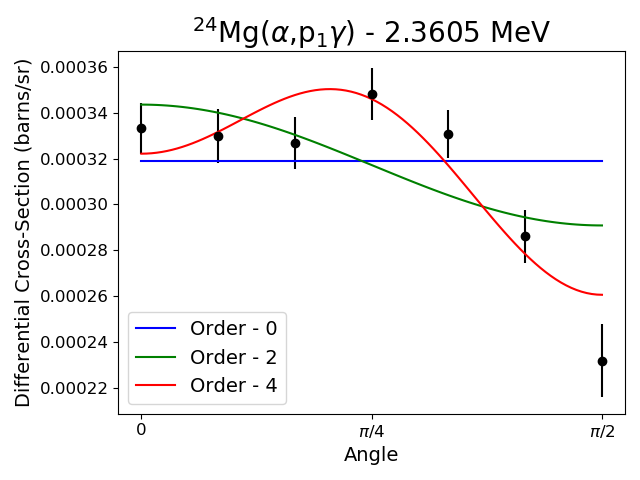 ²⁴Mg(α,p₁γ) - 2.3605 MeV
Differential Cross-Section (barns/sr)
0.00036
0.00034
0.00032
0.00030
0.00028
0.00026
0.00024
0.00022
Order - 0
Order - 2
Order - 4
0
π/4
π/2
Angle